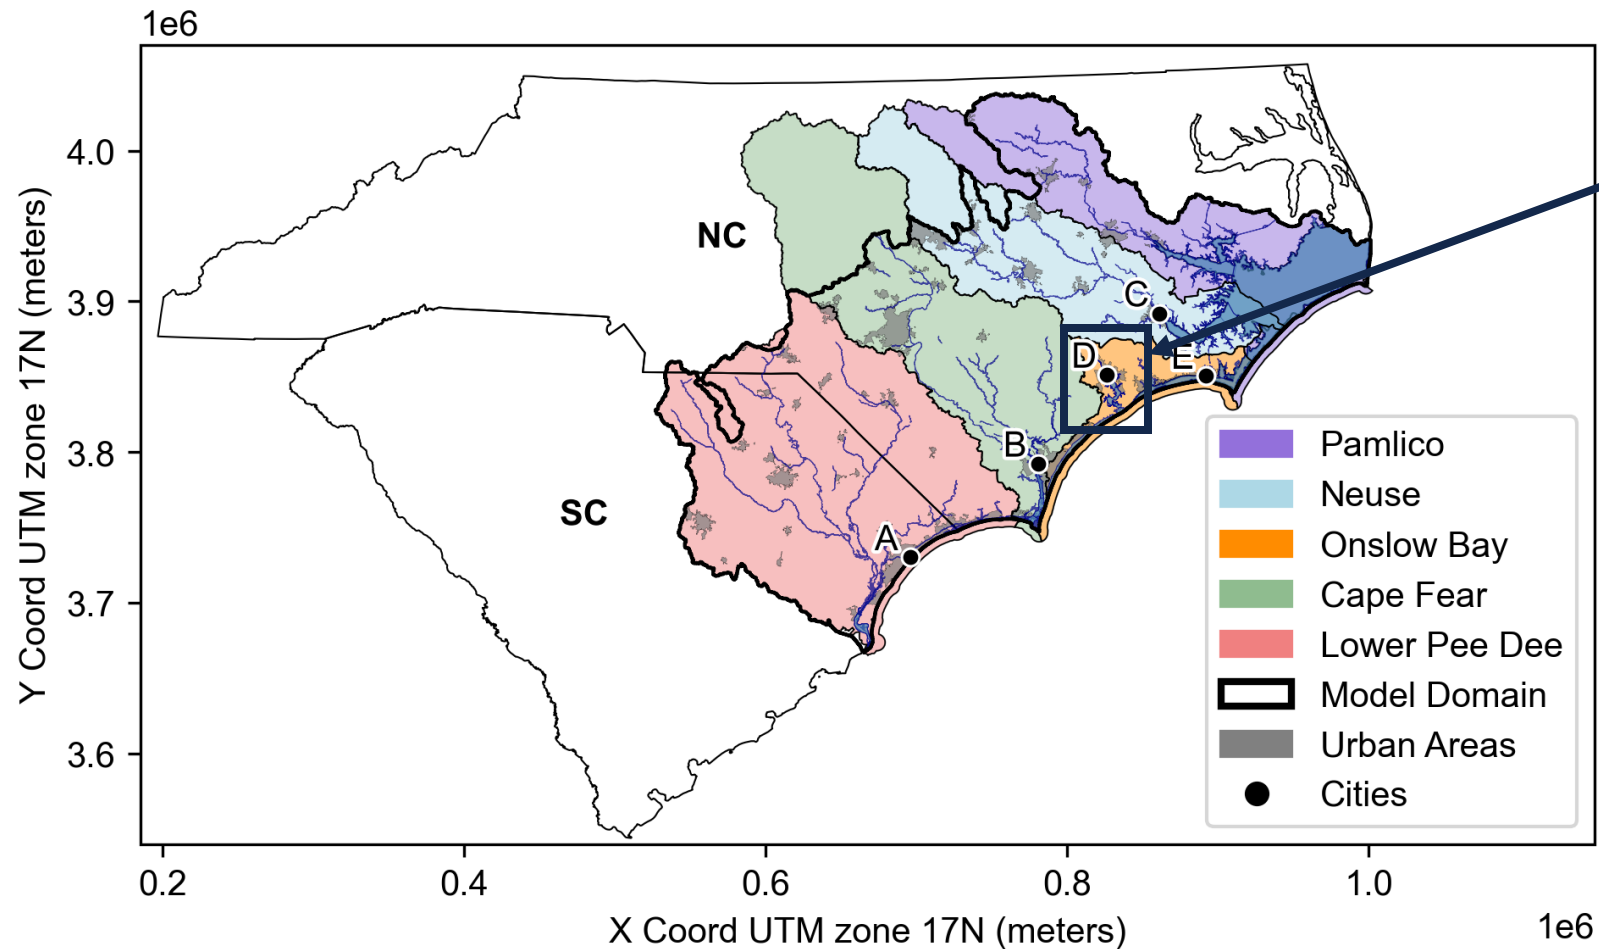 1e6
4.0
3.9
3.8
3.7
3.6
Y Coord UTM zone 17N (meters)
NC
SC
C
D
E
B
A
Pamlico
Neuse
Onslow Bay
Cape Fear
Lower Pee Dee
Model Domain
Urban Areas
Cities
0.2 0.4 0.6 0.8 1.0
X Coord UTM zone 17N (meters)
1e6